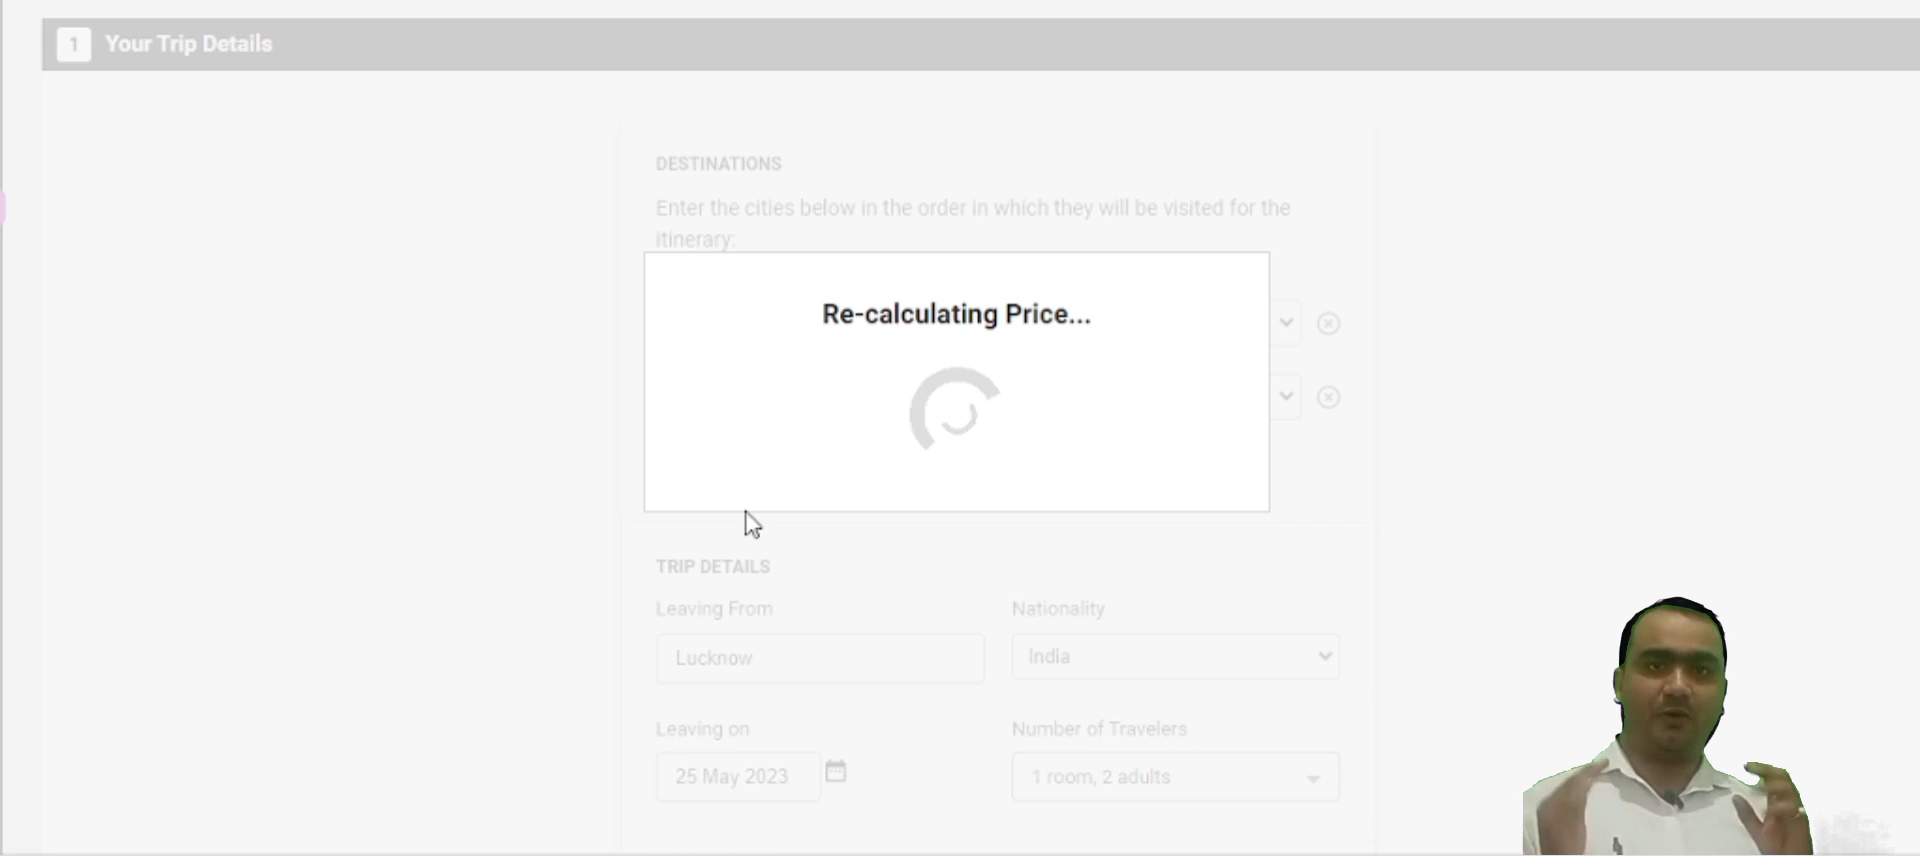 1 Your Trip Details
DESTINATIONS
Enter the cities below in the order in which they will be visited for the
itinerary:
Re-calculating Price...
TRIP DETAILS
Leaving From
Nationality
Lucknow
India
Leaving on
Number of Travelers
25 May 2023
1 room, 2 adults